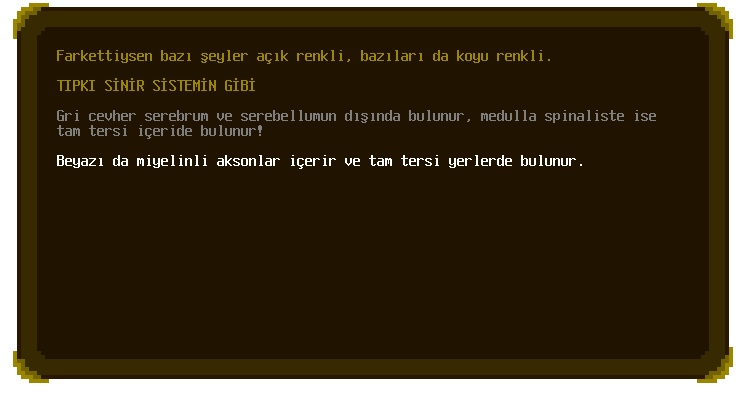 Farkettiysen bazı şeyler açık renkli, bazıları da koyu renkli.
TIPKI SİNİR SİSTEMİN GİBİ
Gri cevher serebrum ve serebellumun dışında bulunur, medulla spinaliste ise
tam tersi içeride bulunur!
Beyazı da miyelinli aksonlar içerir ve tam tersi yerlerde bulunur.